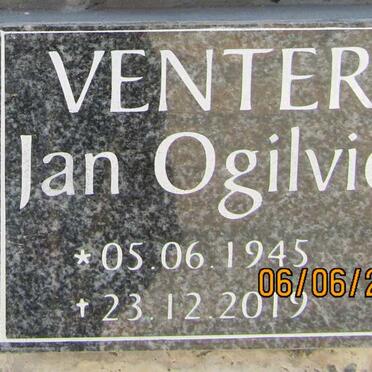 VENTER
Jan Ogilvie
* 05.06.1945
✝ 23.12.2019
06/06/2